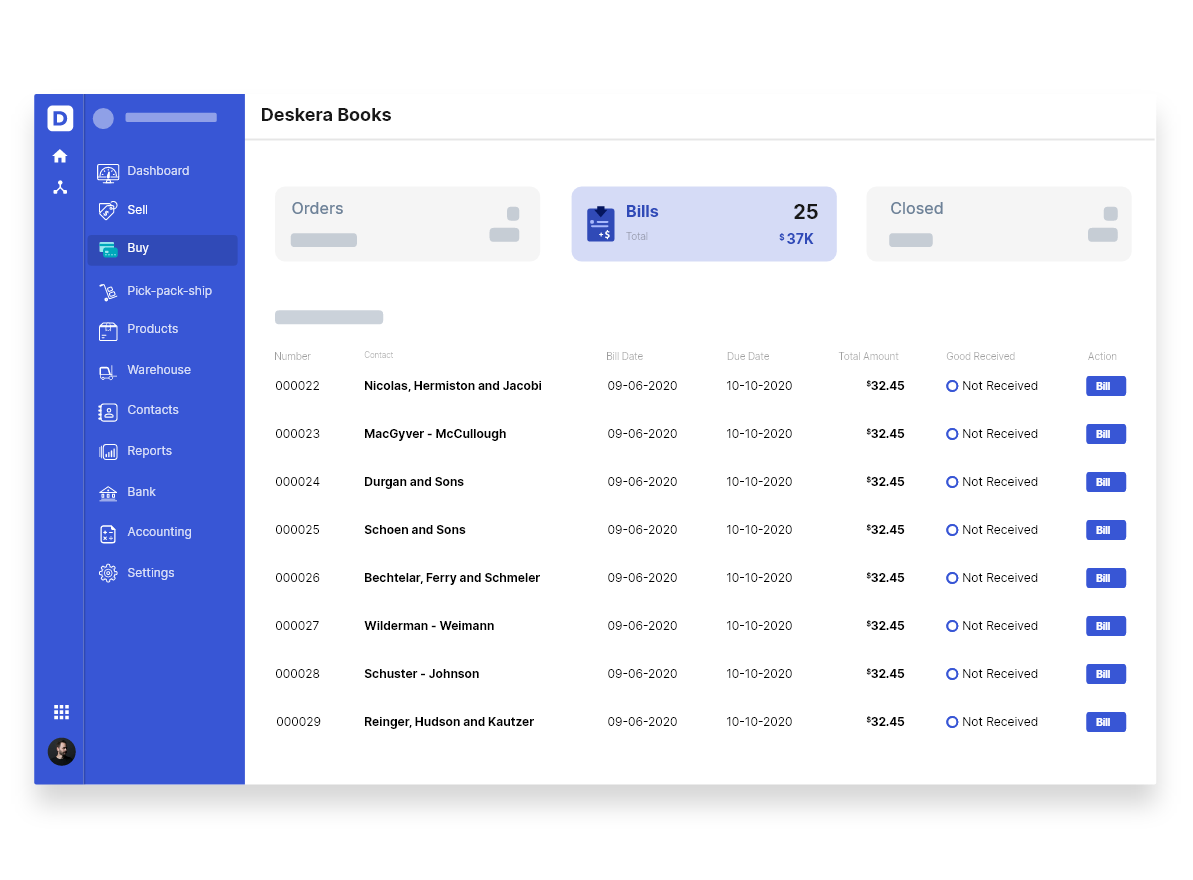 D
Deskera Books
Dashboard
Sell
Buy
Pick-pack-ship
Products
Warehouse
Contacts
Reports
Bank
Accounting
Settings
Orders
Bills 25
Total $ 37K
+$
Closed
Number Contact Bill Date Due Date Total Amount Good Received Action
000022 Nicolas, Hermiston and Jacobi 09-06-2020 10-10-2020 $32.45 Not Received Bill
000023 MacGyver - McCullough 09-06-2020 10-10-2020 $32.45 Not Received Bill
000024 Durgan and Sons 09-06-2020 10-10-2020 $32.45 Not Received Bill
000025 Schoen and Sons 09-06-2020 10-10-2020 $32.45 Not Received Bill
000026 Bechtelar, Ferry and Schmeler 09-06-2020 10-10-2020 $32.45 Not Received Bill
000027 Wilderman - Weimann 09-06-2020 10-10-2020 $32.45 Not Received Bill
000028 Schuster - Johnson 09-06-2020 10-10-2020 $32.45 Not Received Bill
000029 Reinger, Hudson and Kautzer 09-06-2020 10-10-2020 $32.45 Not Received Bill